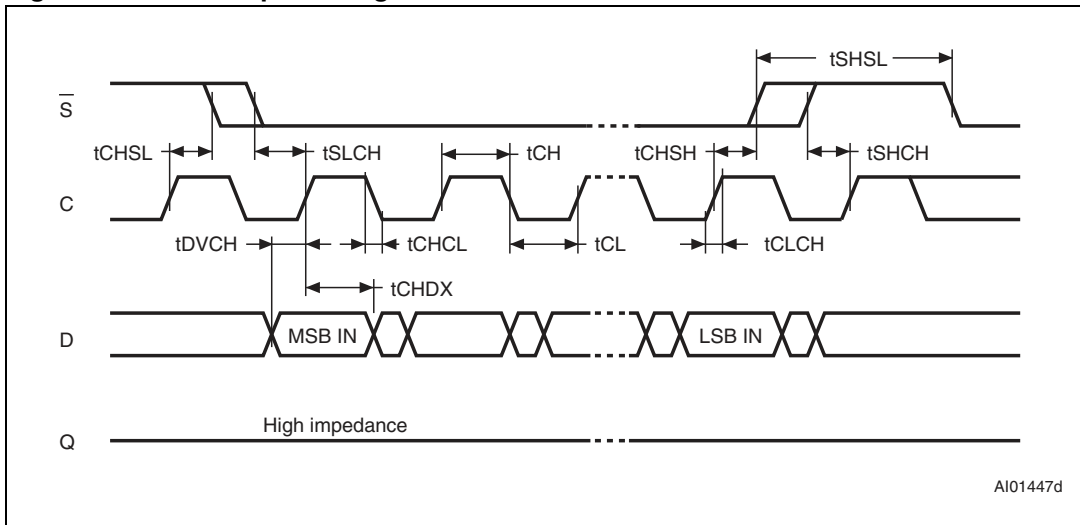 tSHSL
S
tCHSL
tSLCH
tCH
tCHSH
tSHCH
C
tDVCH
tCHCL
tCL
tCLCH
tCHDX
D
MSB IN
LSB IN
High impedance
Q
AI01447d